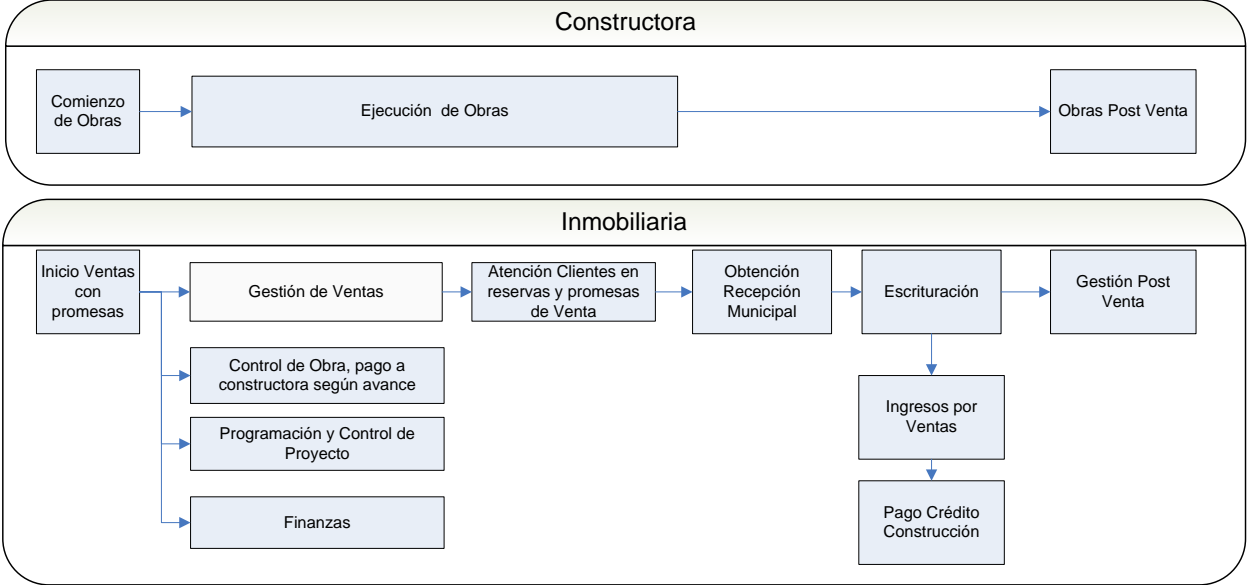 Constructora
Comienzo
de Obras
Ejecución  de Obras
Obras Post Venta
Inmobiliaria
Inicio Ventas
con
promesas
Gestión de Ventas
Atención Clientes en
reservas y promesas
de Venta
Obtención
Recepción
Municipal
Escrituración
Gestión Post
Venta
Control de Obra, pago a
constructora según avance
Programación y Control de
Proyecto
Finanzas
Ingresos por
Ventas
Pago Crédito
Construcción